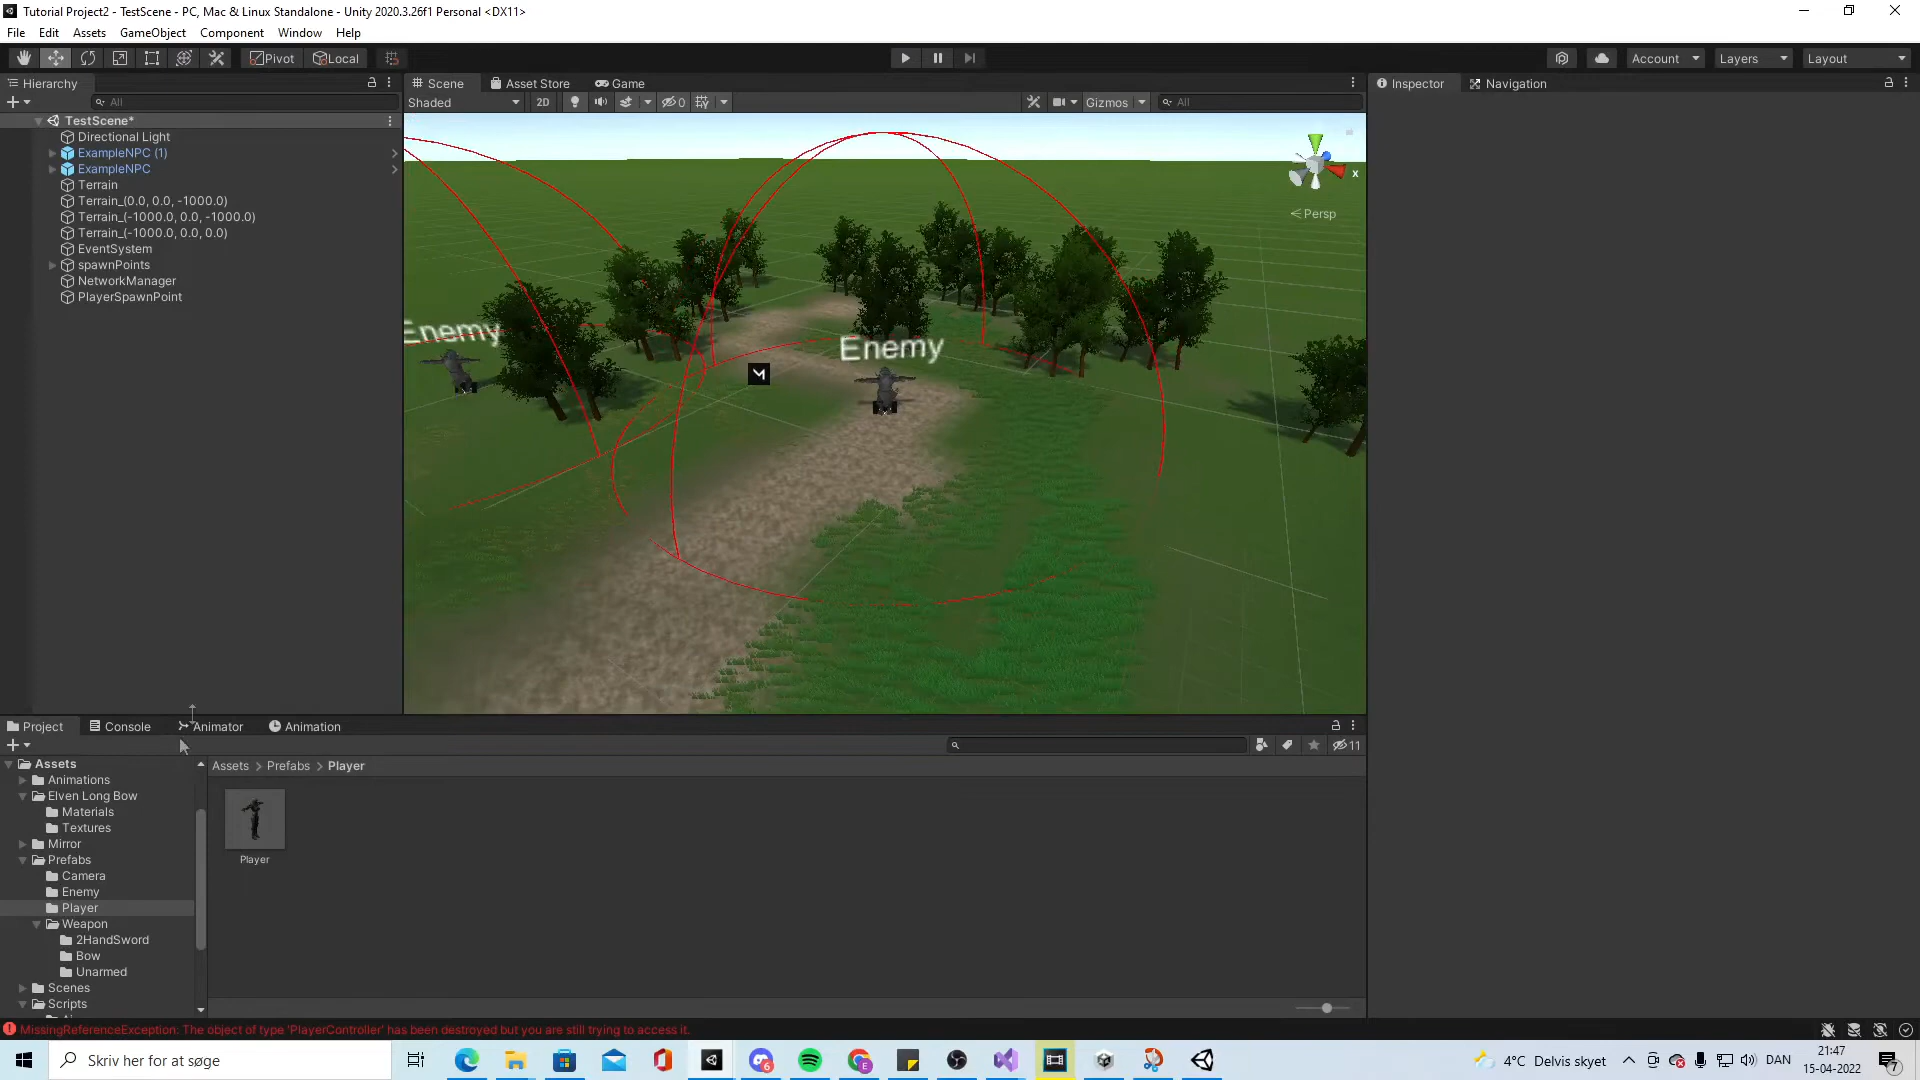 Tutorial Project2 - TestScene - PC, Mac & Linux Standalone - Unity 2020.3.26f1 Personal <DX11>
File Edit Assets GameObject Component Window Help
Pivot Local Account Layers Layout
Hierarchy Scene Asset Store Game Inspector Navigation
All Shaded 2D 0 Gizmos All
TestScene*
Directional Light
ExampleNPC (1)
ExampleNPC
Terrain
Terrain_(0.0, 0.0, -1000.0)
Terrain_(-1000.0, 0.0, -1000.0)
Terrain_(-1000.0, 0.0, 0.0)
EventSystem
spawnPoints
NetworkManager
PlayerSpawnPoint
x
< Persp
Enemy
Enemy
Project Console Animator Animation
11
Assets
Animations
Elven Long Bow
Materials
Textures
Mirror
Prefabs
Camera
Enemy
Player
Weapon
2HandSword
Bow
Unarmed
Scenes
Scripts
Assets > Prefabs > Player
Player
MissingReferenceException: The object of type 'PlayerController' has been destroyed but you are still trying to access it.
Skriv her for at søge
6
E
4°C Delvis skyet
DAN
21:47
15-04-2022
7